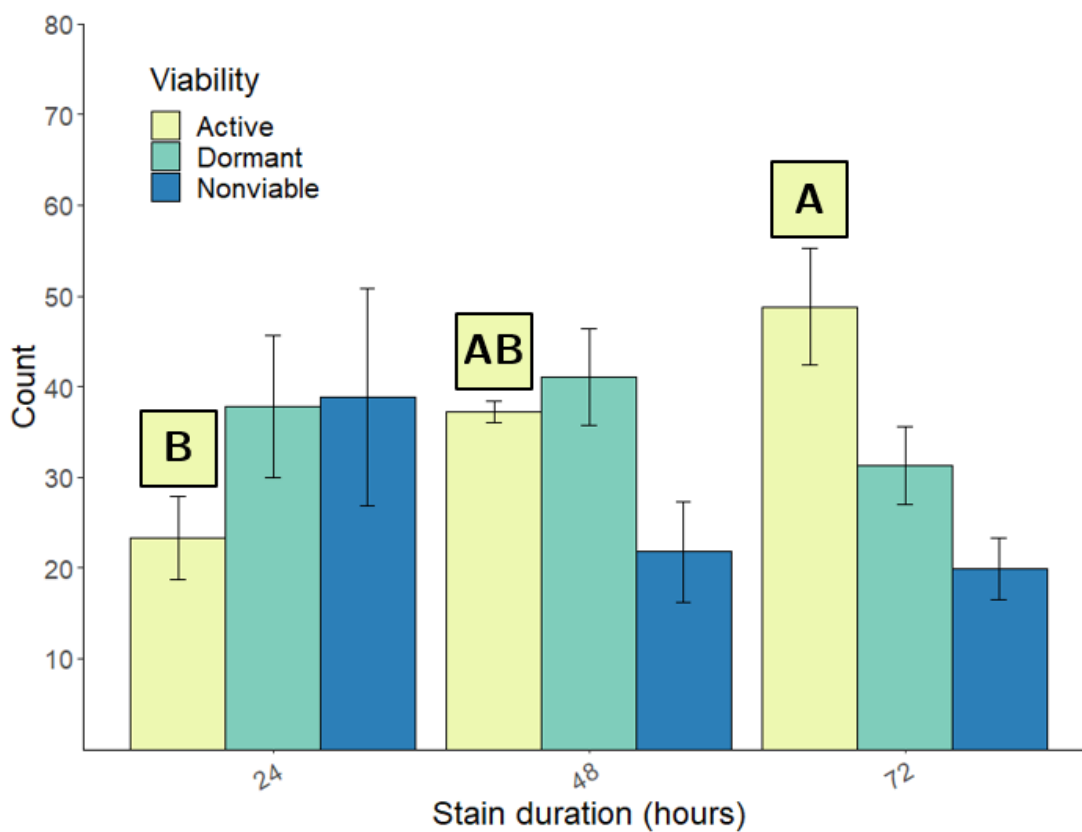 80
70
60
50
40
30
20
10
Count
Viability
Active
Dormant
Nonviable
B
AB
A
24
48
72
Stain duration (hours)